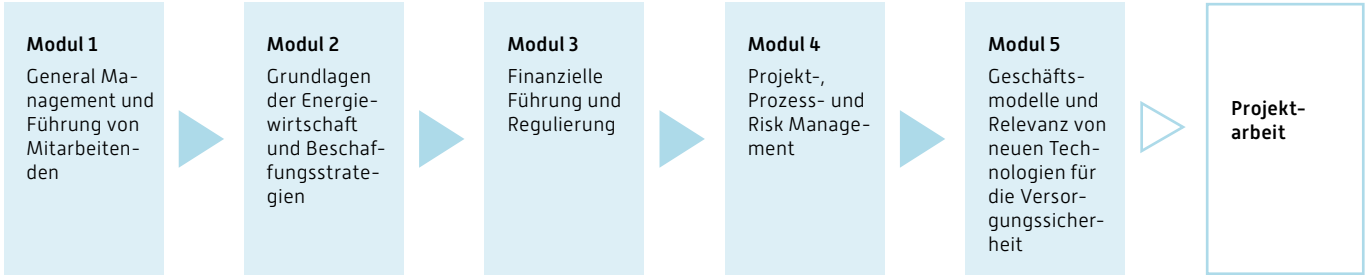 Modul 1
General Ma-
nagement und
Führung von
Mitarbeiten-
den
Modul 2
Grundlagen
der Energie-
wirtschaft
und Beschaf-
fungsstrate-
gien
Modul 3
Finanzielle
Führung und
Regulierung
Modul 4
Projekt-,
Prozess- und
Risk Manage-
ment
Modul 5
Geschäfts-
modelle und
Relevanz von
neuen Tech-
nologien für
die Versor-
gungssicher-
heit
Projekt-
arbeit